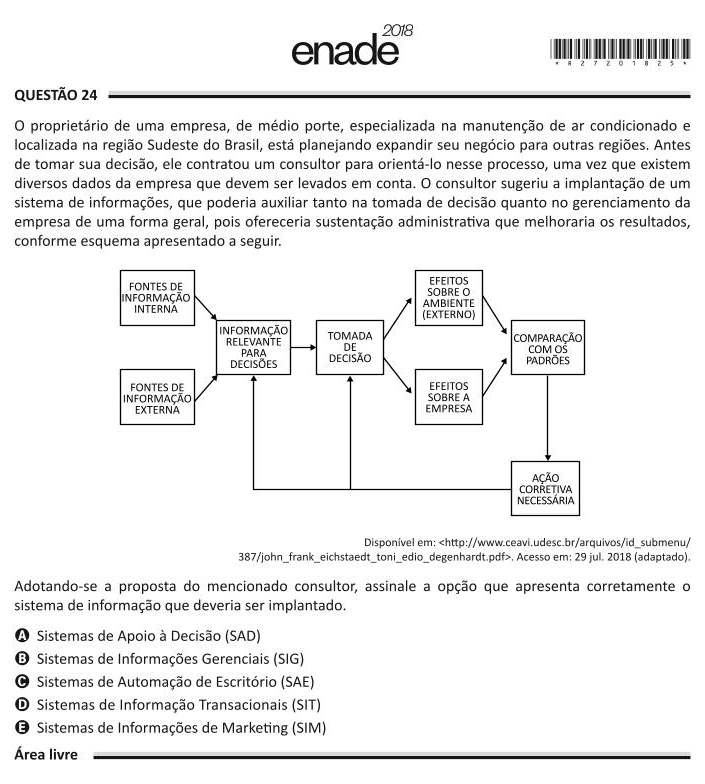 enade 2018
*R27201825*
QUESTÃO 24
O proprietário de uma empresa, de médio porte, especializada na manutenção de ar condicionado e
localizada na região Sudeste do Brasil, está planejando expandir seu negócio para outras regiões. Antes
de tomar sua decisão, ele contratou um consultor para orientá-lo nesse processo, uma vez que existem
diversos dados da empresa que devem ser levados em conta. O consultor sugeriu a implantação de um
sistema de informações, que poderia auxiliar tanto na tomada de decisão quanto no gerenciamento da
empresa de uma forma geral, pois ofereceria sustentação administrativa que melhoraria os resultados,
conforme esquema apresentado a seguir.
FONTES DE
INFORMAÇÃO
INTERNA
FONTES DE
INFORMAÇÃO
EXTERNA
INFORMAÇÃO
RELEVANTE
PARA
DECISÕES
TOMADA
DE
DECISÃO
EFEITOS
SOBRE O
AMBIENTE
(EXTERNO)
EFEITOS
SOBRE A
EMPRESA
COMPARAÇÃO
COM OS
PADRÕES
AÇÃO
CORRETIVA
NECESSÁRIA
Disponível em: <http://www.ceavi.udesc.br/arquivos/id_submenu/
387/john_frank_eichstaedt_toni_edio_degenhardt.pdf>. Acesso em: 29 jul. 2018 (adaptado).
Adotando-se a proposta do mencionado consultor, assinale a opção que apresenta corretamente o
sistema de informação que deveria ser implantado.
A Sistemas de Apoio à Decisão (SAD)
B Sistemas de Informações Gerenciais (SIG)
C Sistemas de Automação de Escritório (SAE)
D Sistemas de Informação Transacionais (SIT)
E Sistemas de Informações de Marketing (SIM)
Área livre